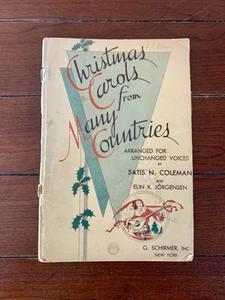 Christmas
Carols
from
Many
Countries
ARRANGED FOR
UNCHANGED VOICES
BY
SATIS N. COLEMAN
AND
ELIN K. JÖRGENSEN
G. SCHIRMER, INC.
NEW YORK